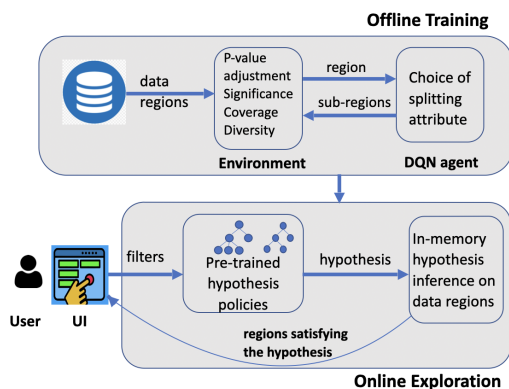 Offline Training
data
regions
P-value
adjustment
Significance
Coverage
Diversity
region
sub-regions
Choice of
splitting
attribute
Environment
DQN agent
filters
Pre-trained
hypothesis
policies
hypothesis
In-memory
hypothesis
inference on
data regions
User
UI
regions satisfying
the hypothesis
Online Exploration